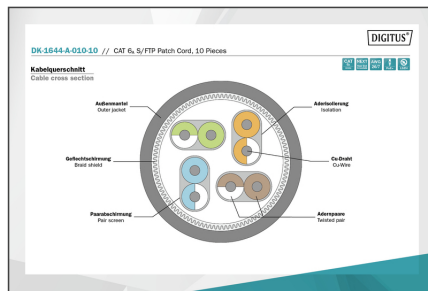 DIGITUS®
DK-1644-A-010-10 // CAT 6A S/FTP Patch Cord, 10 Pieces
Kabelquerschnitt
Cable cross section
Außenmantel
Outer jacket
Aderisolierung
Isolation
Geflechtschirmung
Braid shield
Cu-Draht
Cu-Wire
Paarabschirmung
Pair screen
Adernpaare
Twisted pair